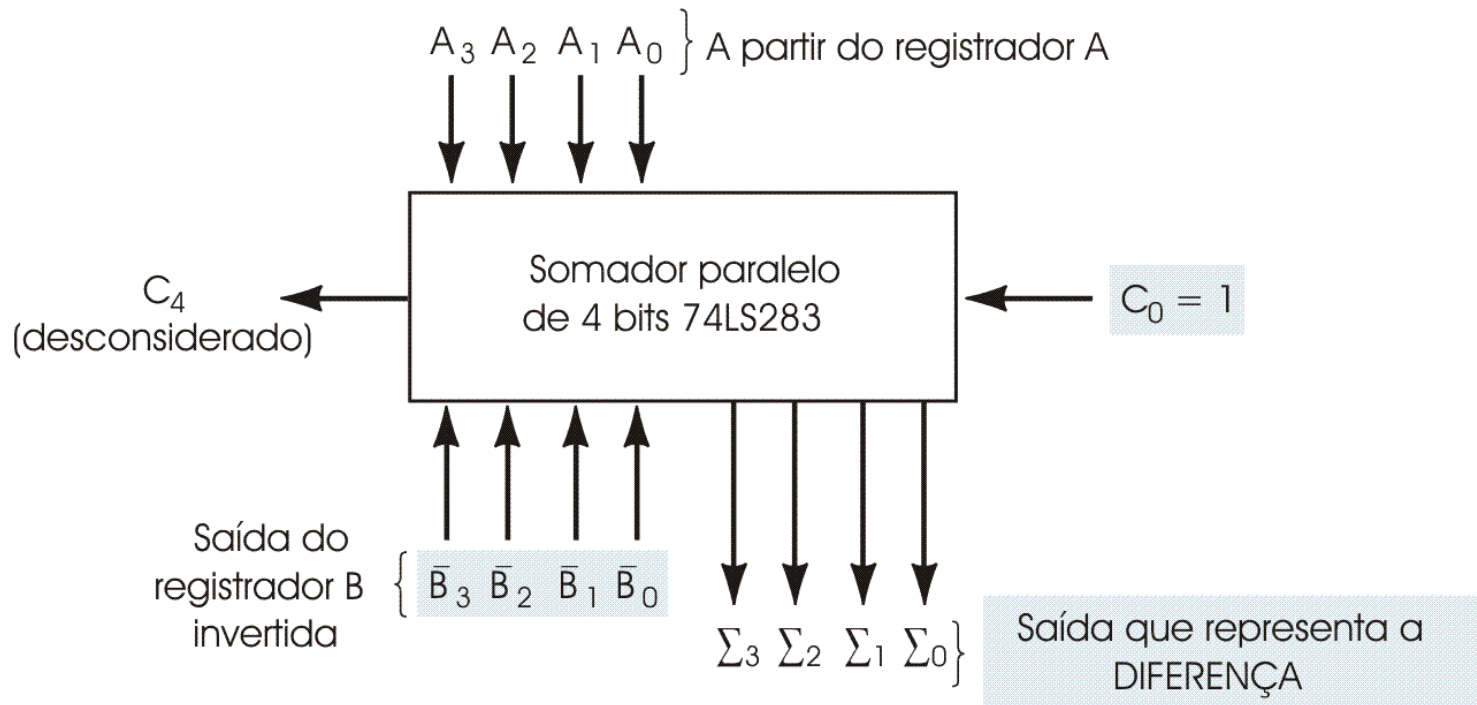 A3 A2 A1 A0 } A partir do registrador A
Somador paralelo
de 4 bits 74LS283
C4
(desconsiderado)
C0 = 1
Saída do
registrador B
invertida
{ B̅3 B̅2 B̅1 B̅0
Σ3 Σ2 Σ1 Σ0 }
Saída que representa a
DIFERENÇA